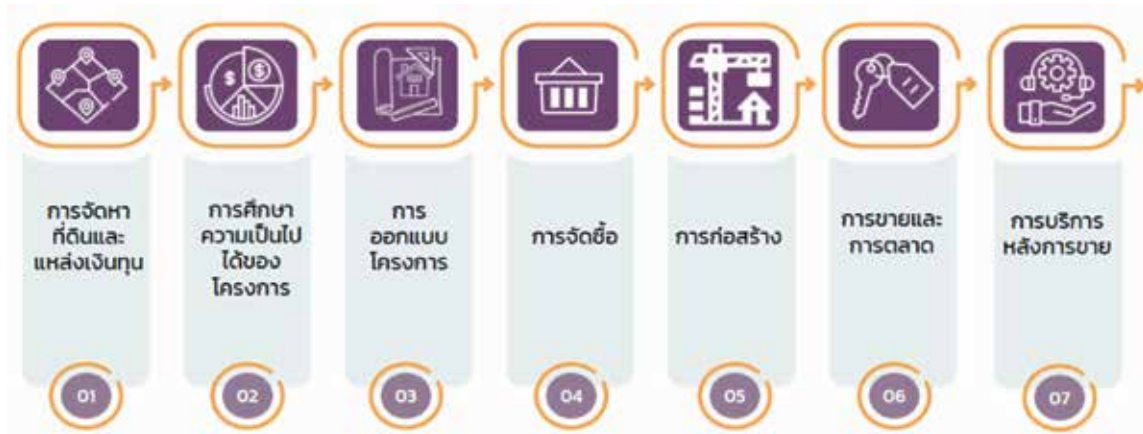 การจัดหา
ที่ดินและ
แหล่งเงินทุน
การศึกษา
ความเป็นไป
ได้ของ
โครงการ
การ
ออกแบบ
โครงการ
การจัดซื้อ
การก่อสร้าง
การขายและ
การตลาด
การบริการ
หลังการขาย
01
02
03
04
05
06
07